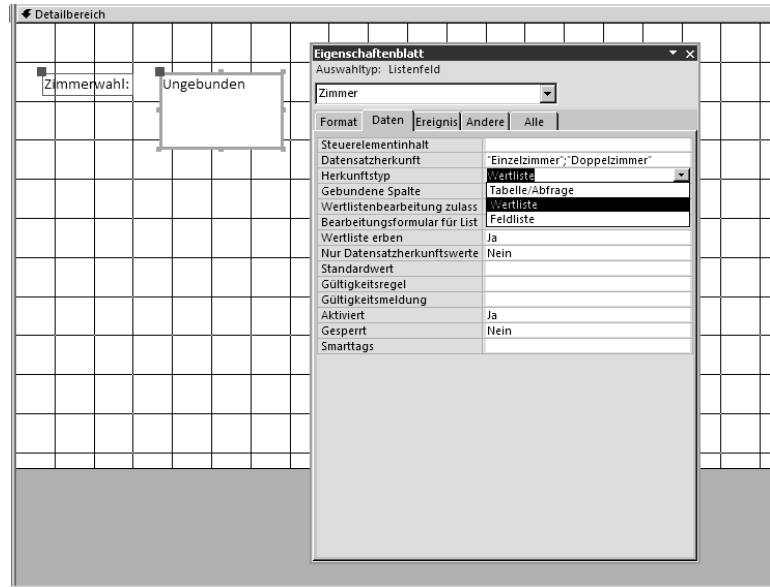 Detailbereich
Zimmerwahl:
Ungebunden
Eigenschaftenblatt
Auswahltyp: Listenfeld
Zimmer
Format Daten Ereignis Andere Alle
Steuerelementinhalt
Datensatzherkunft "Einzelzimmer";"Doppelzimmer"
Herkunftstyp Wertliste
Gebundene Spalte Tabelle/Abfrage
Wertlistenbearbeitung zulass Wertliste
Bearbeitungsformular für List Feldliste
Wertliste erben Ja
Nur Datensatzherkunftswerte Nein
Standardwert
Gültigkeitsregel
Gültigkeitsmeldung
Aktiviert Ja
Gesperrt Nein
Smarttags